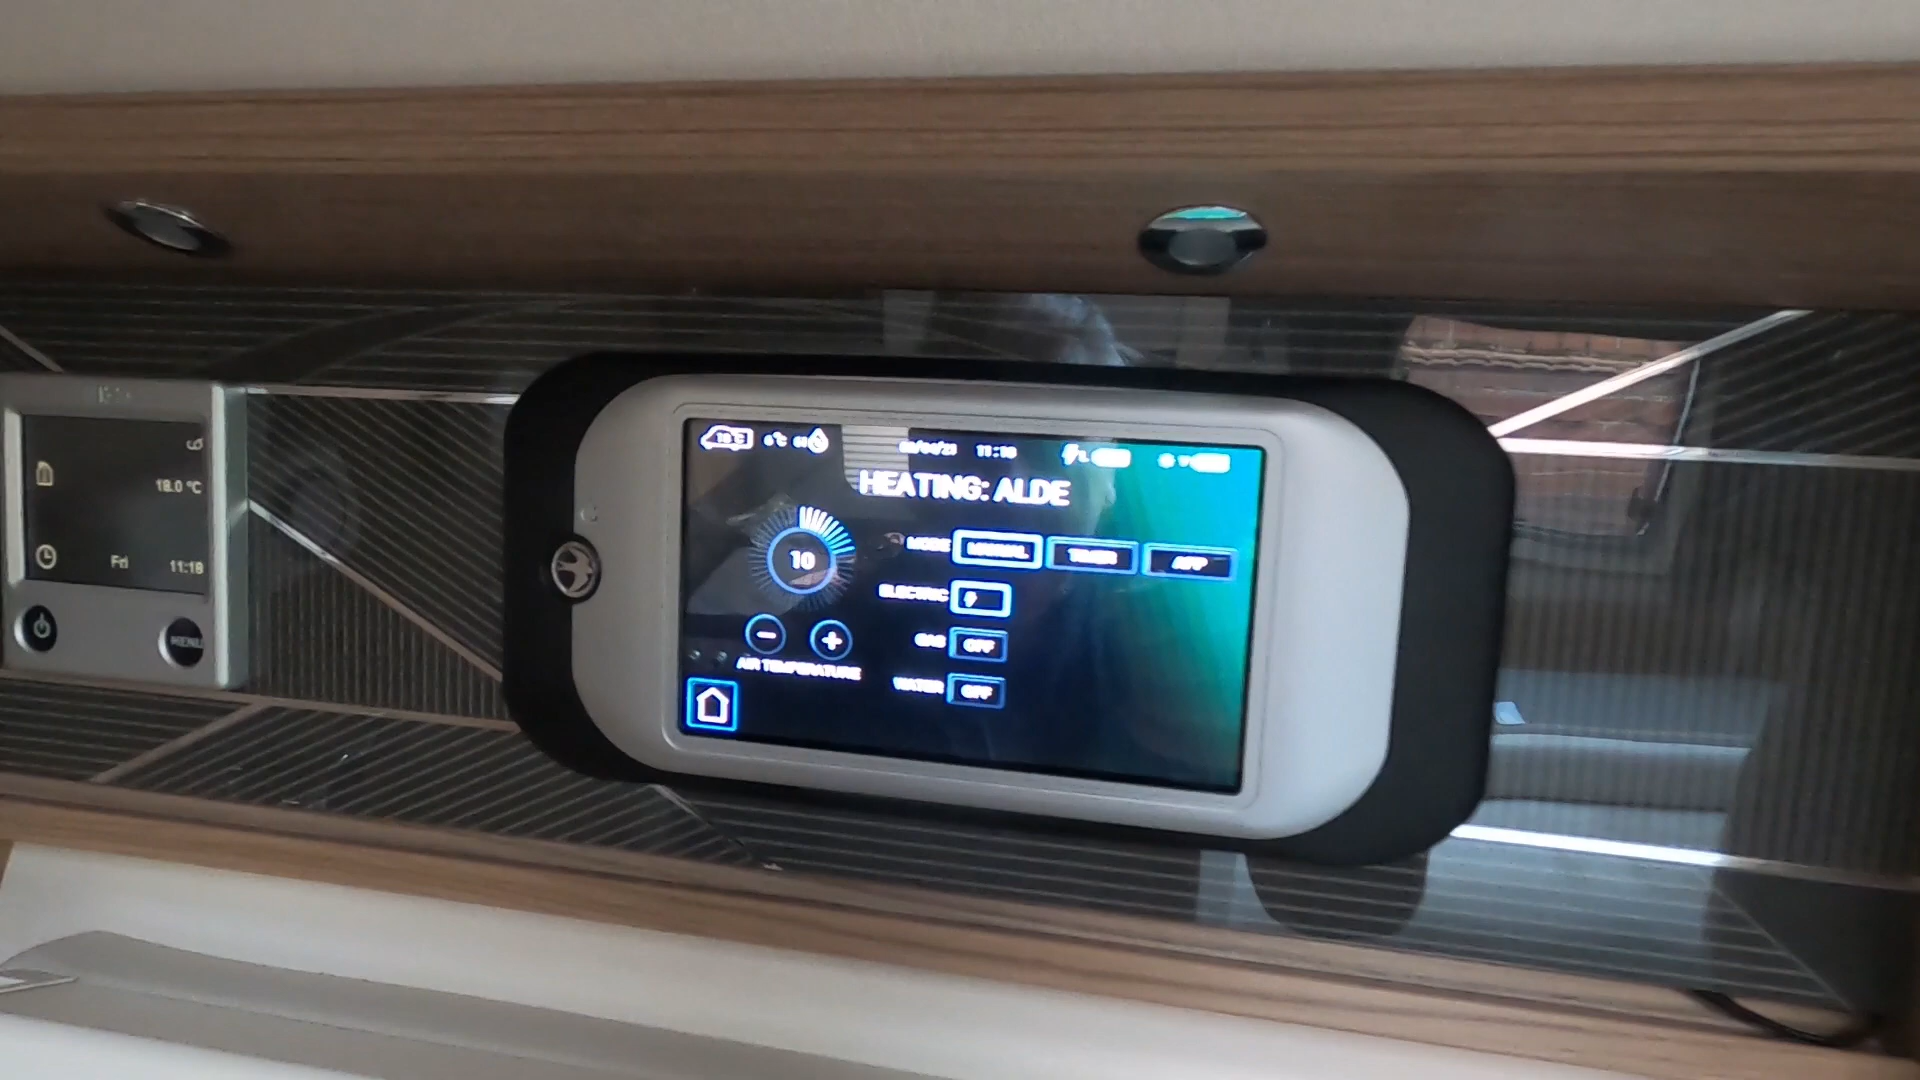 18.0 °C
Fri 11:18
MENU
11:18
HEATING: ALDE
10
MODE MANUAL TIMER APP
ELECTRIC
GAS OFF
AIR TEMPERATURE
WATER OFF